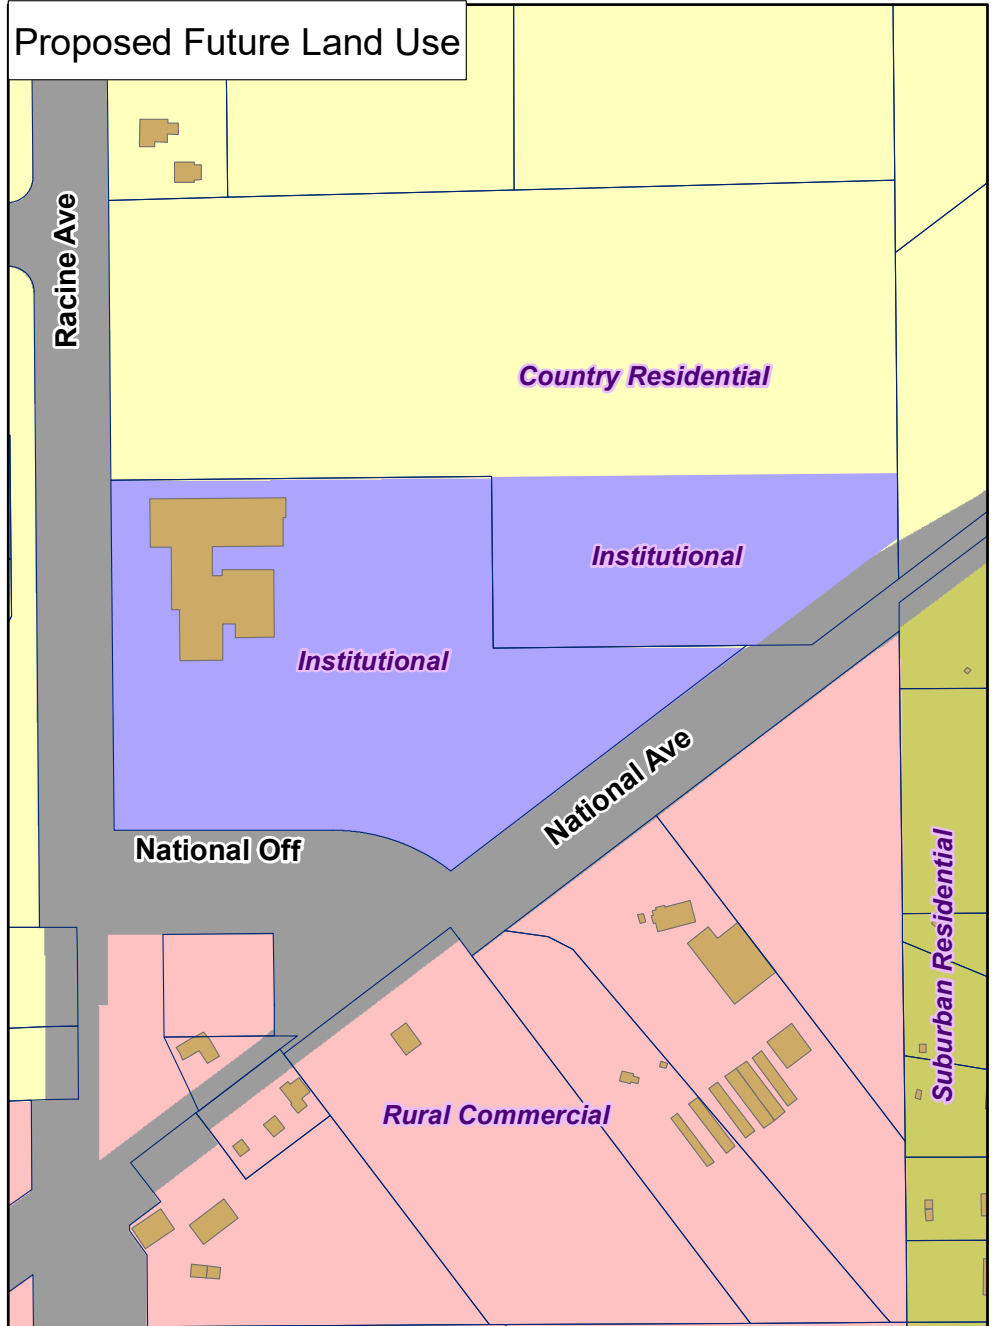 Proposed Future Land Use
Racine Ave
Country Residential
Institutional
Institutional
National Ave
National Off
Suburban Residential
Rural Commercial